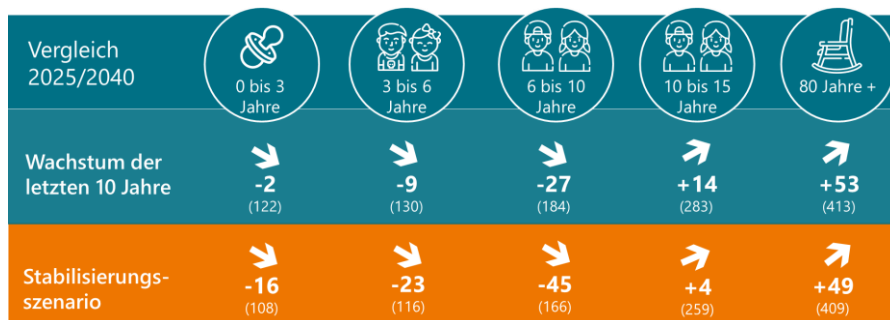 Vergleich
2025/2040
0 bis 3
Jahre
3 bis 6
Jahre
6 bis 10
Jahre
10 bis 15
Jahre
80 Jahre +
Wachstum der
letzten 10 Jahre
-2
(122)
-9
(130)
-27
(184)
+14
(283)
+53
(413)
Stabilisierungs-
szenario
-16
(108)
-23
(116)
-45
(166)
+4
(259)
+49
(409)